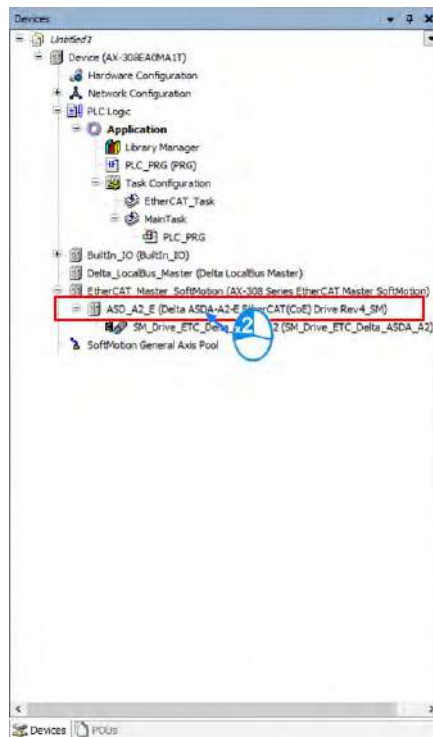 Devices
Untitled1
Device (AX-308EA0MA1T)
Hardware Configuration
Network Configuration
PLC Logic
Application
Library Manager
PLC_PRG (PRG)
Task Configuration
EtherCAT_Task
MainTask
PLC_PRG
BuiltIn_IO (BuiltIn_IO)
Delta_LocalBus_Master (Delta LocalBus Master)
EtherCAT_Master_SoftMotion (AX-308 Series EtherCAT Master SoftMotion)
ASD_A2_E (Delta ASDA-A2-E EtherCAT(CoE) Drive Rev4_SM)
SM_Drive_ETC_Delta 2 (SM_Drive_ETC_Delta_ASDA_A2)
2
SoftMotion General Axis Pool
Devices POUs